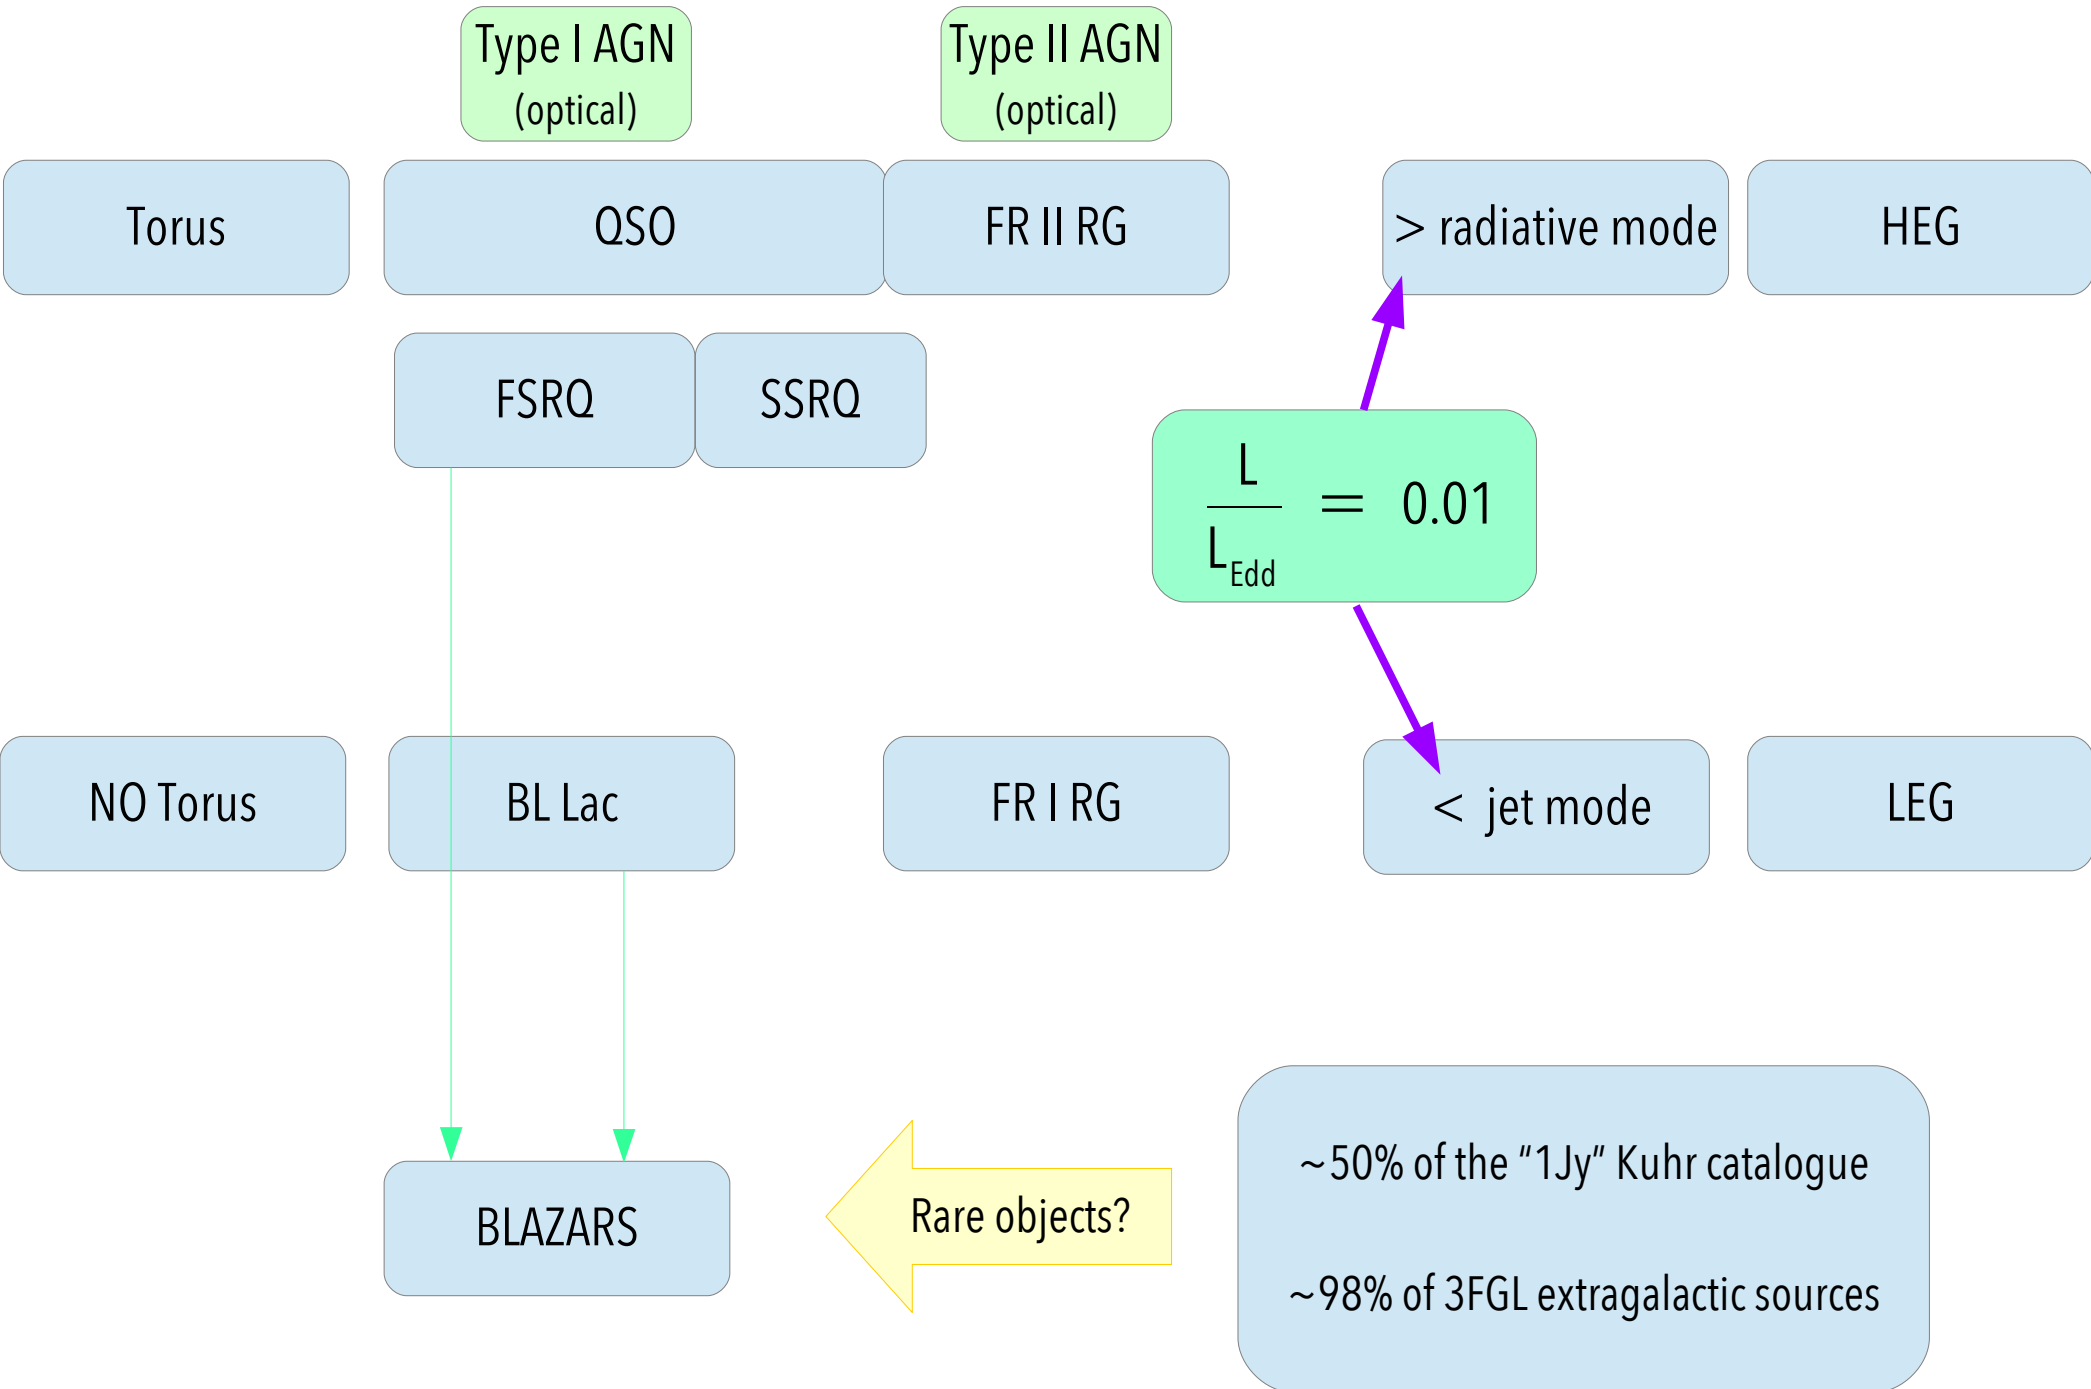 Type I AGN
(optical)
Type II AGN
(optical)
Torus
QSO
FR II RG
> radiative mode
HEG
FSRQ
SSRQ
L
L_Edd
= 0.01
NO Torus
BL Lac
FR I RG
< jet mode
LEG
~50% of the “1Jy” Kuhr catalogue
BLAZARS
Rare objects?
~98% of 3FGL extragalactic sources